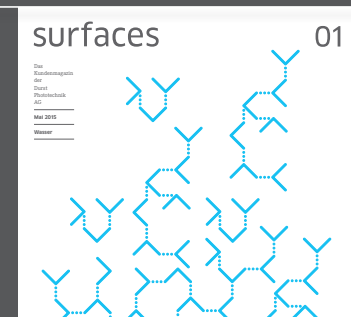 surfaces 01
Das
Kundenmagazin
der
Durst
Phototechnik
AG
Mai 2015
Wasser